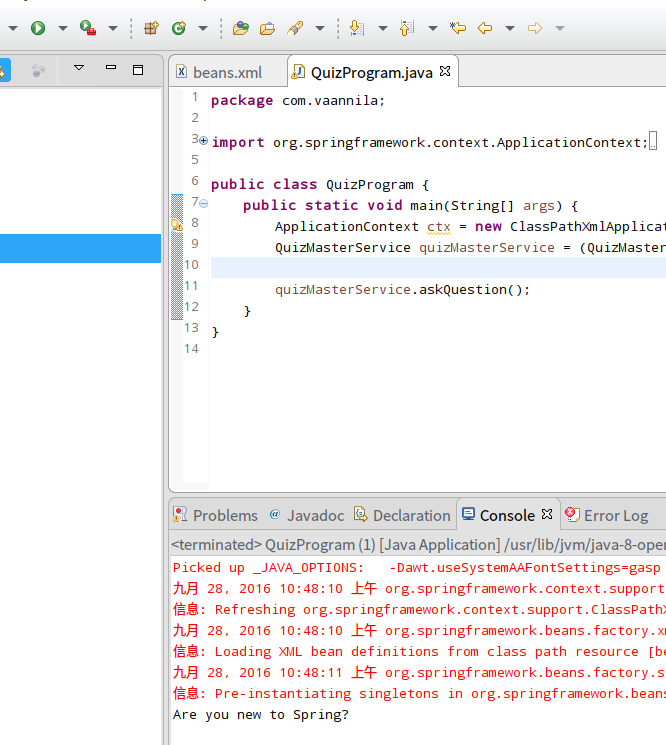 beans.xml
QuizProgram.java
1 package com.vaannila;
2
3 import org.springframework.context.ApplicationContext;
5
6 public class QuizProgram {
7 public static void main(String[] args) {
8 ApplicationContext ctx = new ClassPathXmlApplicat
9 QuizMasterService quizMasterService = (QuizMaster
10
11 quizMasterService.askQuestion();
12 }
13 }
14
Problems @ Javadoc Declaration Console Error Log
<terminated> QuizProgram (1) [Java Application] /usr/lib/jvm/java-8-oper
Picked up _JAVA_OPTIONS: -Dawt.useSystemAAFontSettings=gasp
九月 28, 2016 10:48:10 上午 org.springframework.context.support
信息: Refreshing org.springframework.context.support.ClassPathX
九月 28, 2016 10:48:10 上午 org.springframework.beans.factory.xm
信息: Loading XML bean definitions from class path resource [be
九月 28, 2016 10:48:11 上午 org.springframework.beans.factory.s
信息: Pre-instantiating singletons in org.springframework.beans
Are you new to Spring?